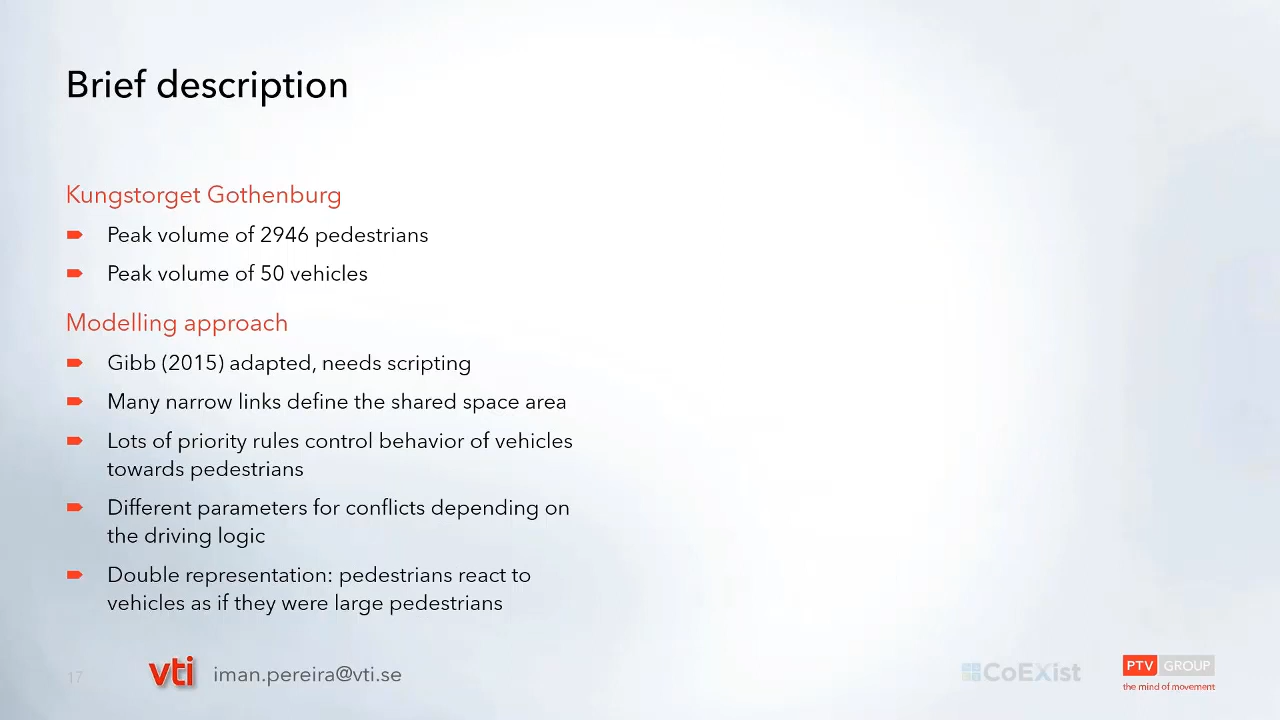 Brief description
Kungstorget Gothenburg
Peak volume of 2946 pedestrians
Peak volume of 50 vehicles
Modelling approach
Gibb (2015) adapted, needs scripting
Many narrow links define the shared space area
Lots of priority rules control behavior of vehicles
towards pedestrians
Different parameters for conflicts depending on
the driving logic
Double representation: pedestrians react to
vehicles as if they were large pedestrians
17
vti
iman.pereira@vti.se
CoEXist
PTV GROUP
the mind of movement